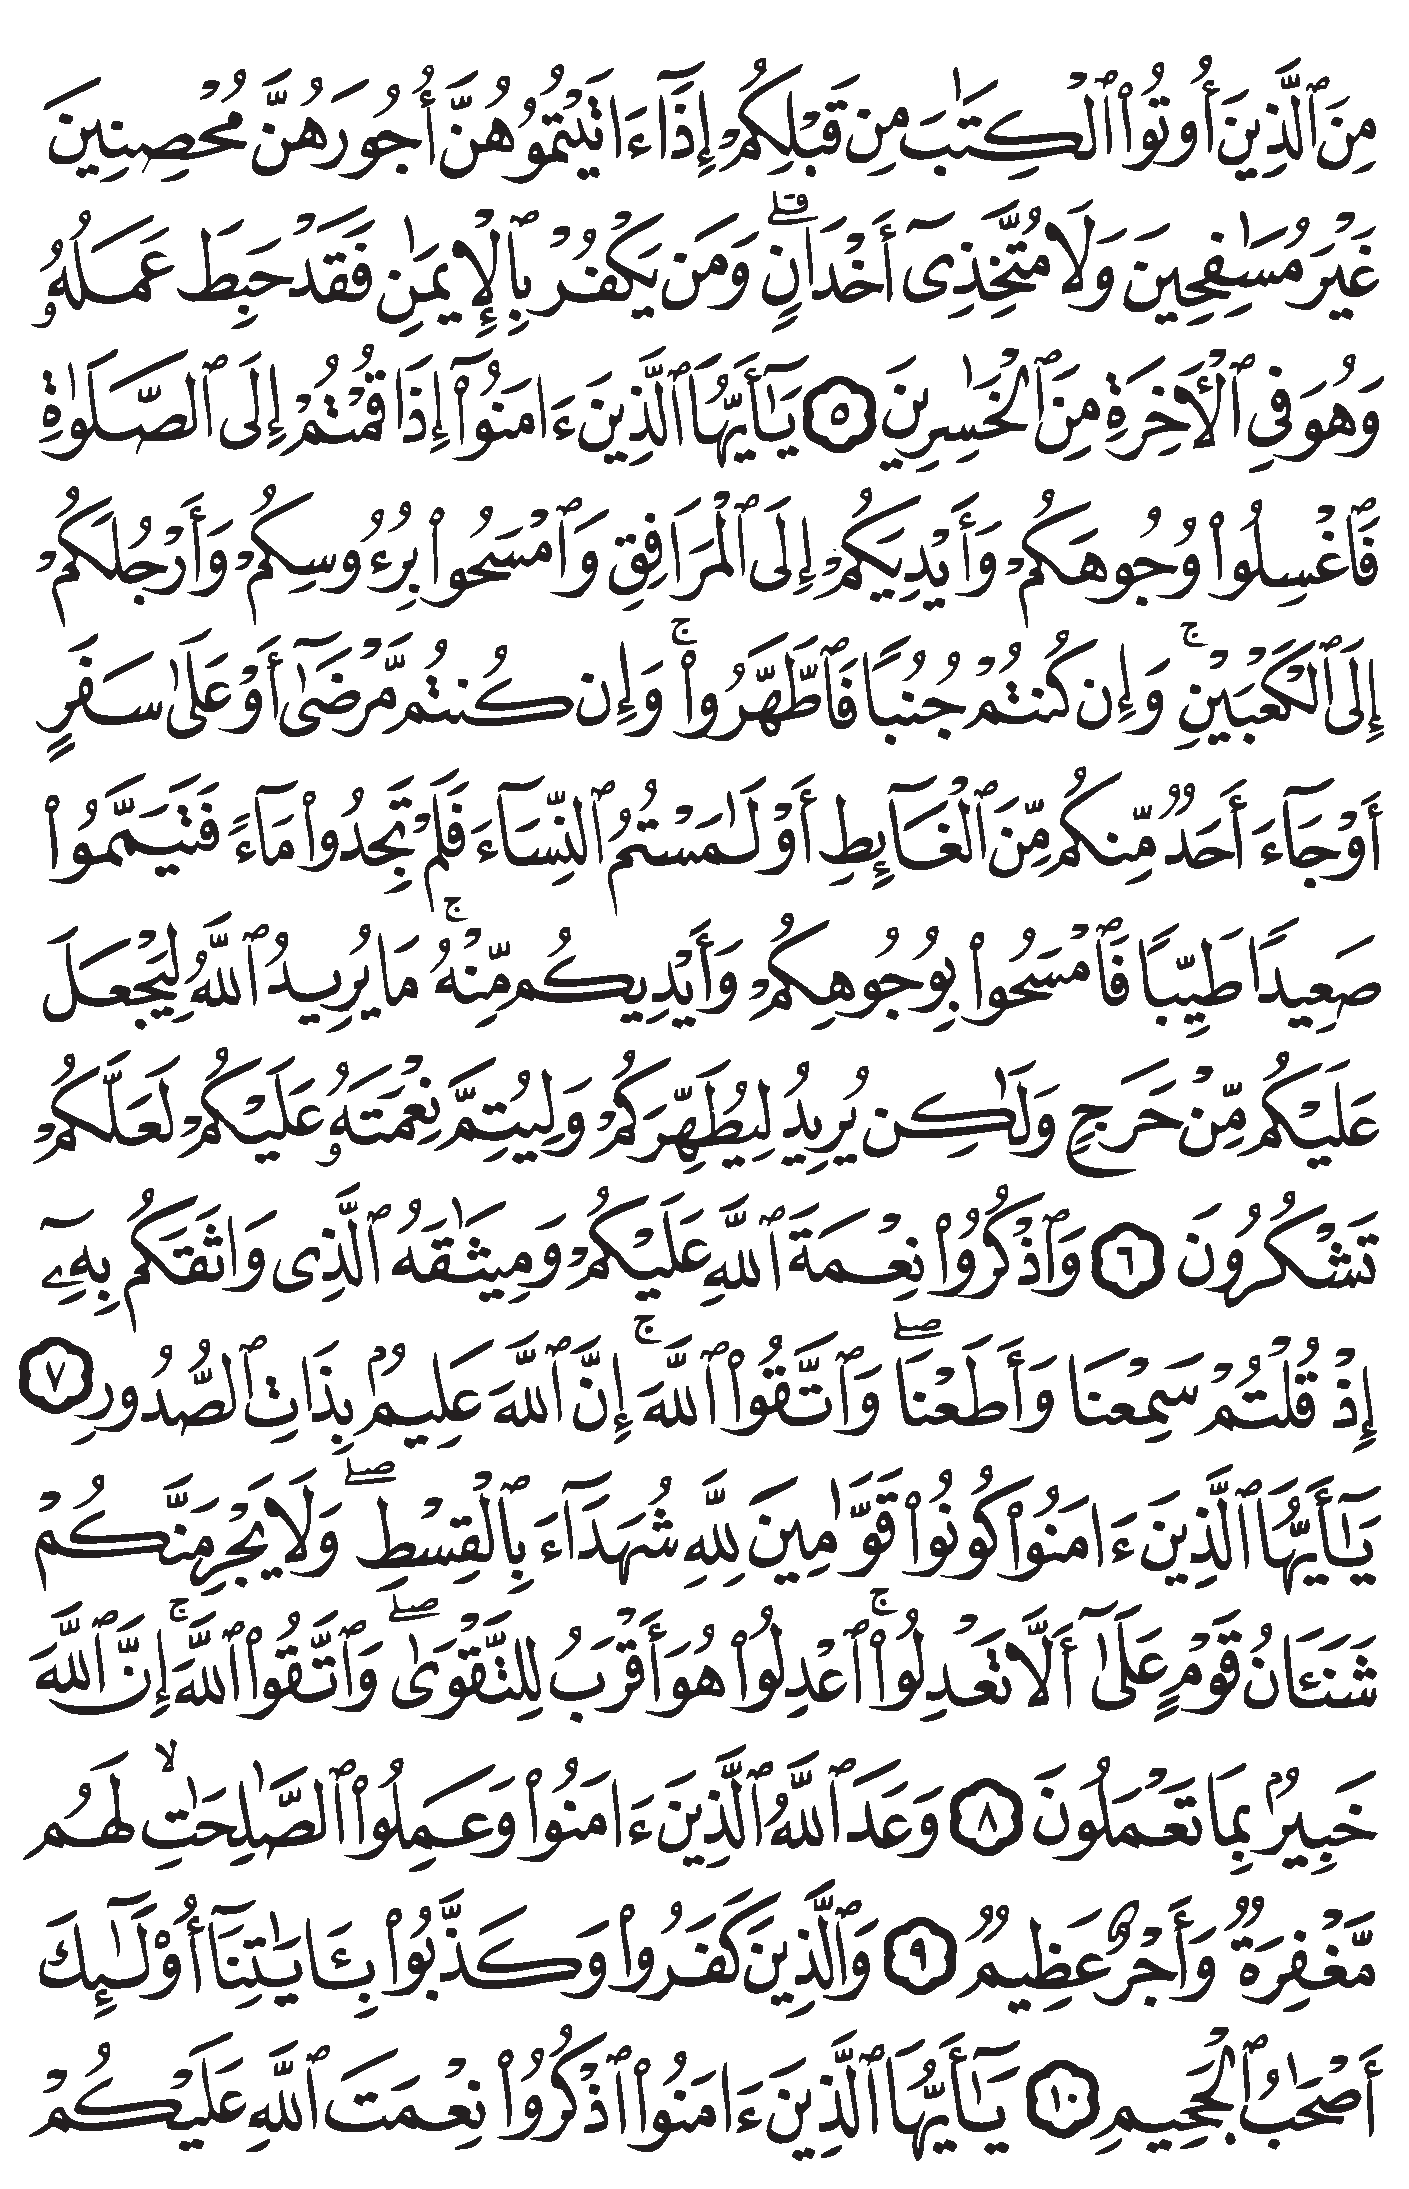 مِنَ ٱلَّذِينَ أُوتُوا۟ ٱلْكِتَٰبَ مِن قَبْلِكُمْ إِذَآ ءَاتَيْتُمُوهُنَّ أُجُورَهُنَّ مُحْصِنِينَ
غَيْرَ مُسَٰفِحِينَ وَلَا مُتَّخِذِىٓ أَخْدَانٍۢ ۗ وَمَن يَكْفُرْ بِٱلْإِيمَٰنِ فَقَدْ حَبِطَ عَمَلُهُۥ
وَهُوَ فِى ٱلْأَخِرَةِ مِنَ ٱلْخَٰسِرِينَ ٥ يَٰٓأَيُّهَا ٱلَّذِينَ ءَامَنُوٓا۟ إِذَا قُمْتُمْ إِلَى ٱلصَّلَوٰةِ
فَٱغْسِلُوا۟ وُجُوهَكُمْ وَأَيْدِيَكُمْ إِلَى ٱلْمَرَافِقِ وَٱمْسَحُوا۟ بِرُءُوسِكُمْ وَأَرْجُلَكُمْ
إِلَى ٱلْكَعْبَيْنِ ۚ وَإِن كُنتُمْ جُنُبًا فَٱطَّهَّرُوا۟ ۚ وَإِن كُنتُم مَّرْضَىٰٓ أَوْ عَلَىٰ سَفَرٍ
أَوْ جَآءَ أَحَدٌ مِّنكُم مِّنَ ٱلْغَآئِطِ أَوْ لَٰمَسْتُمُ ٱلنِّسَآءَ فَلَمْ تَجِدُوا۟ مَآءً فَتَيَمَّمُوا۟
صَعِيدًا طَيِّبًا فَٱمْسَحُوا۟ بِوُجُوهِكُمْ وَأَيْدِيكُم مِّنْهُ ۚ مَا يُرِيدُ ٱللَّهُ لِيَجْعَلَ
عَلَيْكُم مِّنْ حَرَجٍ وَلَٰكِن يُرِيدُ لِيُطَهِّرَكُمْ وَلِيُتِمَّ نِعْمَتَهُۥ عَلَيْكُمْ لَعَلَّكُمْ
تَشْكُرُونَ ٦ وَٱذْكُرُوا۟ نِعْمَةَ ٱللَّهِ عَلَيْكُمْ وَمِيثَٰقَهُ ٱلَّذِى وَاثَقَكُم بِهِۦٓ
إِذْ قُلْتُمْ سَمِعْنَا وَأَطَعْنَا ۖ وَٱتَّقُوا۟ ٱللَّهَ ۚ إِنَّ ٱللَّهَ عَلِيمٌۢ بِذَاتِ ٱلصُّدُورِ ٧
يَٰٓأَيُّهَا ٱلَّذِينَ ءَامَنُوا۟ كُونُوا۟ قَوَّٰمِينَ لِلَّهِ شُهَدَآءَ بِٱلْقِسْطِ ۖ وَلَا يَجْرِمَنَّكُمْ
شَنَـَٔانُ قَوْمٍ عَلَىٰٓ أَلَّا تَعْدِلُوا۟ ۚ ٱعْدِلُوا۟ هُوَ أَقْرَبُ لِلتَّقْوَىٰ ۖ وَٱتَّقُوا۟ ٱللَّهَ ۚ إِنَّ ٱللَّهَ
خَبِيرٌۢ بِمَا تَعْمَلُونَ ٨ وَعَدَ ٱللَّهُ ٱلَّذِينَ ءَامَنُوا۟ وَعَمِلُوا۟ ٱلصَّٰلِحَٰتِ ۙ لَهُم
مَّغْفِرَةٌ وَأَجْرٌ عَظِيمٌ ٩ وَٱلَّذِينَ كَفَرُوا۟ وَكَذَّبُوا۟ بِـَٔايَٰتِنَآ أُو۟لَٰٓئِكَ
أَصْحَٰبُ ٱلْجَحِيمِ ١٠ يَٰٓأَيُّهَا ٱلَّذِينَ ءَامَنُوا۟ ٱذْكُرُوا۟ نِعْمَتَ ٱللَّهِ عَلَيْكُمْ